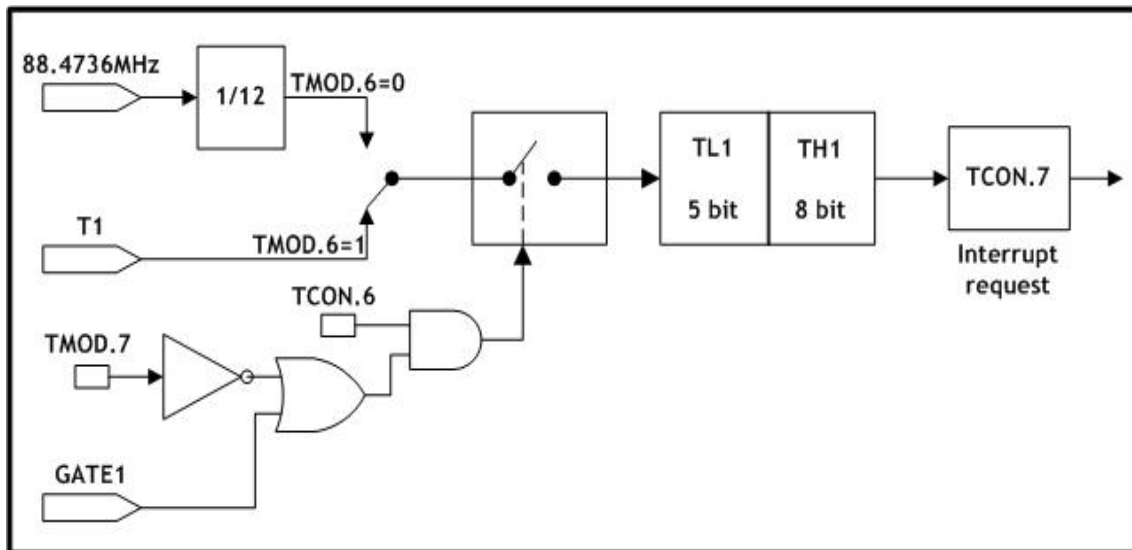 88.4736MHz
1/12
TMOD.6=0
TL1
5 bit
TH1
8 bit
TCON.7
Interrupt
request
T1
TMOD.6=1
TCON.6
TMOD.7
GATE1